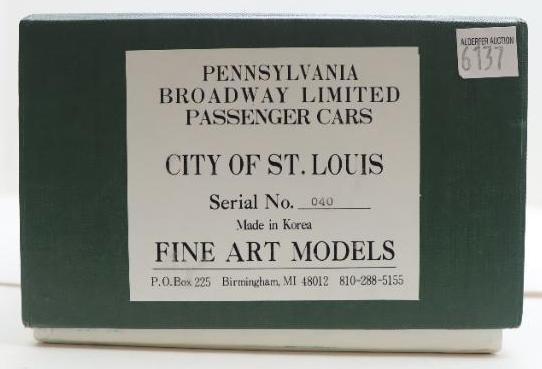 ALDERFER AUCTION
6137
PENNSYLVANIA
BROADWAY LIMITED
PASSENGER CARS
CITY OF ST. LOUIS
Serial No. 040
Made in Korea
FINE ART MODELS
P.O.Box 225 Birmingham, MI 48012 810-288-5155